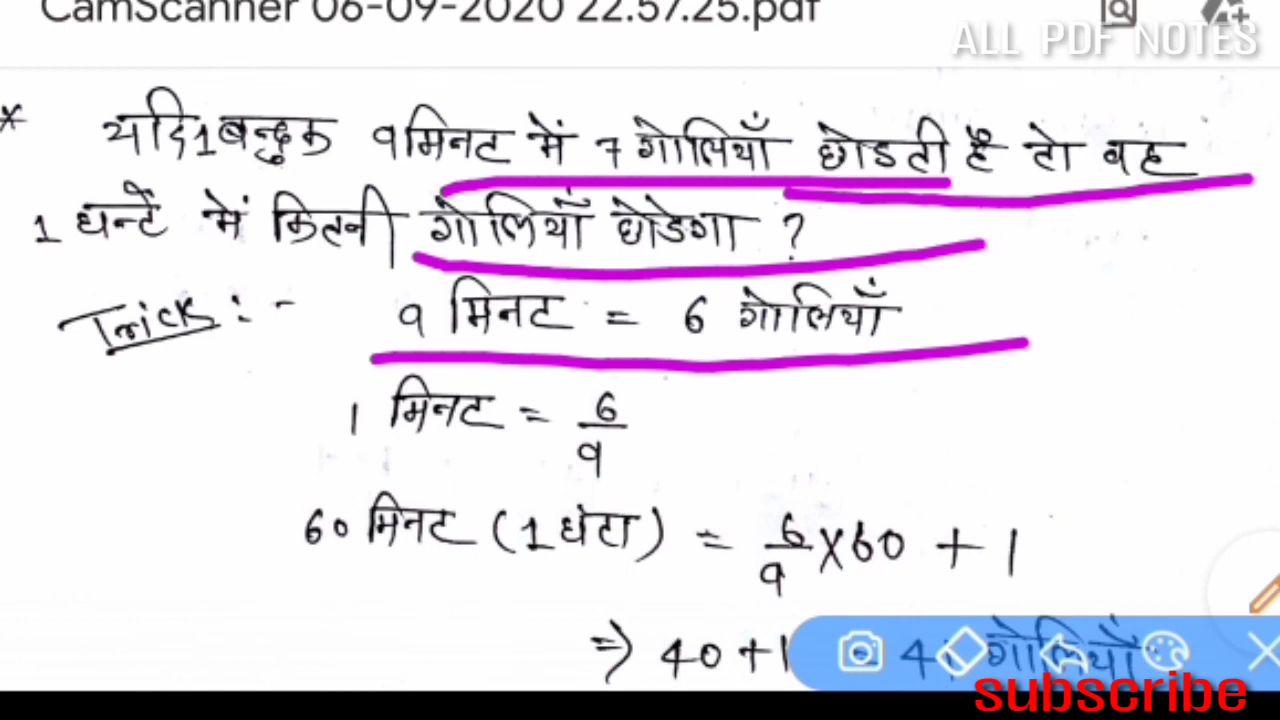 CamScanner 06-09-2020 22.57.25.pdf
ALL PDF NOTES
* यदि 1 बन्दुक 9 मिनट में 7 गोलियाँ छोडती है तो वह
1 घन्टे में कितनी गोलियाँ छोडेगा ?
Trick :- 9 मिनट = 6 गोलियाँ
1 मिनट = 6/9
60 मिनट (1 घंटा) = 6/9 × 60 + 1
⇒ 40 + 1 = 41 गोलियाँ
subscribe